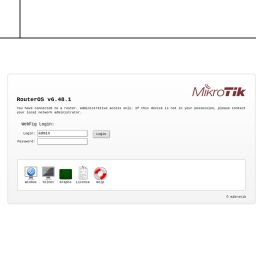 MikroTik
RouterOS v6.48.1
You have connected to a router. Administrative access only. If this device is not in your possession, please contact
your local network administrator.
WebFig Login:
Login: admin Login
Password:
Winbox Telnet Graphs License Help
© mikrotik